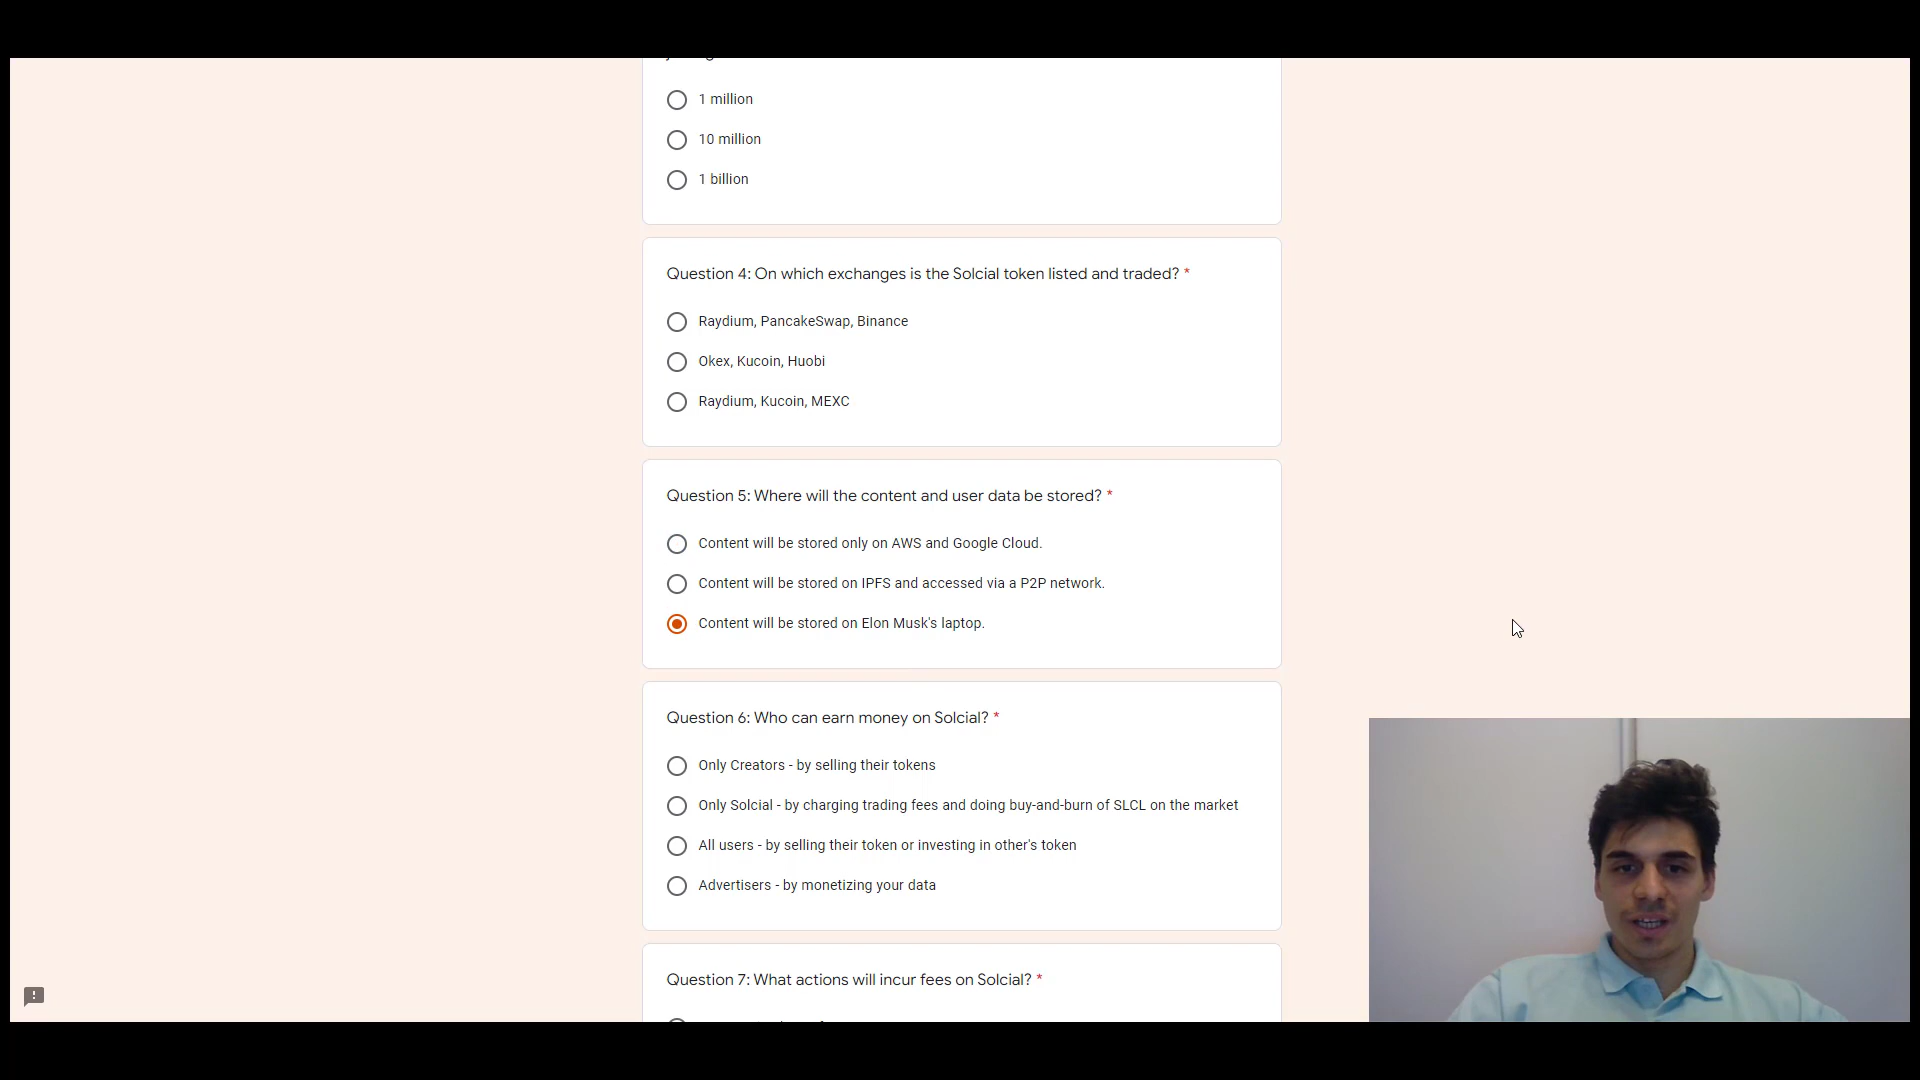 1 million
10 million
1 billion
Question 4: On which exchanges is the Solcial token listed and traded? *
Raydium, PancakeSwap, Binance
Okex, Kucoin, Huobi
Raydium, Kucoin, MEXC
Question 5: Where will the content and user data be stored? *
Content will be stored only on AWS and Google Cloud.
Content will be stored on IPFS and accessed via a P2P network.
Content will be stored on Elon Musk's laptop.
Question 6: Who can earn money on Solcial? *
Only Creators - by selling their tokens
Only Solcial - by charging trading fees and doing buy-and-burn of SLCL on the market
All users - by selling their token or investing in other's token
Advertisers - by monetizing your data
Question 7: What actions will incur fees on Solcial? *